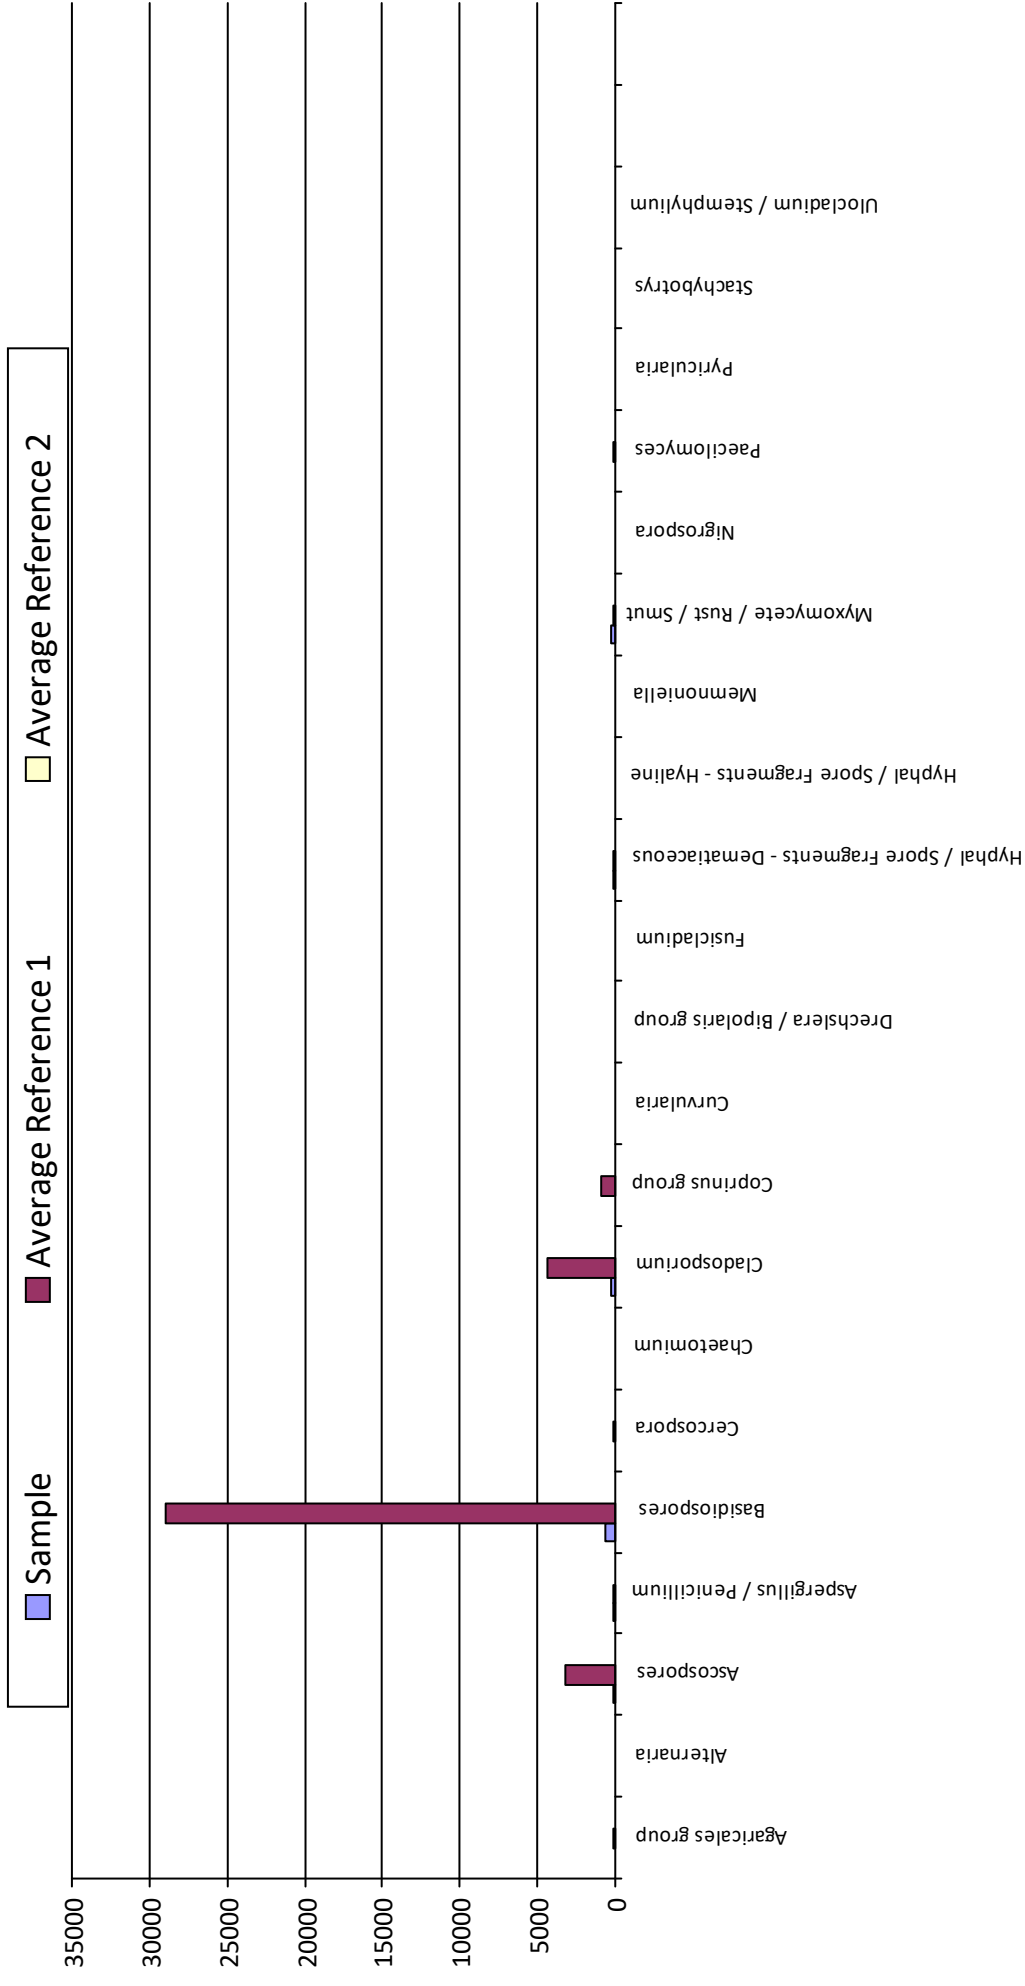 Sample
Average Reference 1
Average Reference 2
35000
30000
25000
20000
15000
10000
5000
0
Agaricales group
Alternaria
Ascospores
Aspergillus / Penicillium
Basidiospores
Cercospora
Chaetomium
Cladosporium
Coprinus group
Curvularia
Drechslera / Bipolaris group
Fusicladium
Hyphal / Spore Fragments - Dematiaceous
Hyphal / Spore Fragments - Hyaline
Memnoniella
Myxomycete / Rust / Smut
Nigrospora
Paecilomyces
Pyricularia
Stachybotrys
Ulocladium / Stemphylium